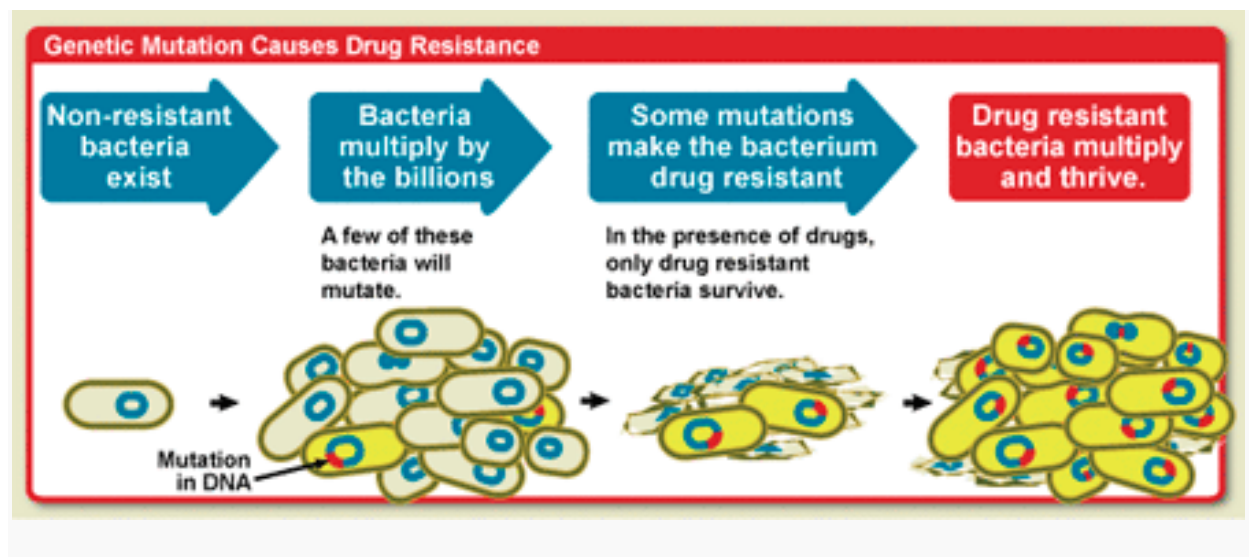 Genetic Mutation Causes Drug Resistance
Non-resistant
bacteria
exist
Bacteria
multiply by
the billions
A few of these
bacteria will
mutate.
Some mutations
make the bacterium
drug resistant
In the presence of drugs,
only drug resistant
bacteria survive.
Drug resistant
bacteria multiply
and thrive.
Mutation
in DNA